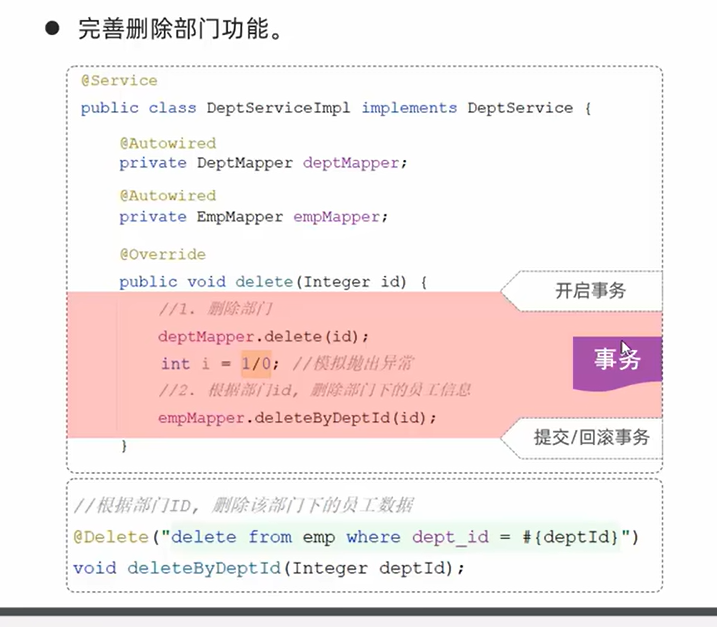 ● 完善删除部门功能。
@Service
public class DeptServiceImpl implements DeptService {
@Autowired
private DeptMapper deptMapper;
@Autowired
private EmpMapper empMapper;
@Override
public void delete(Integer id) {
开启事务
//1. 删除部门
deptMapper.delete(id);
事务
int i = 1/0; //模拟抛出异常
//2. 根据部门id, 删除部门下的员工信息
empMapper.deleteByDeptId(id);
提交/回滚事务
}
//根据部门ID, 删除该部门下的员工数据
@Delete("delete from emp where dept_id = #{deptId}")
void deleteByDeptId(Integer deptId);